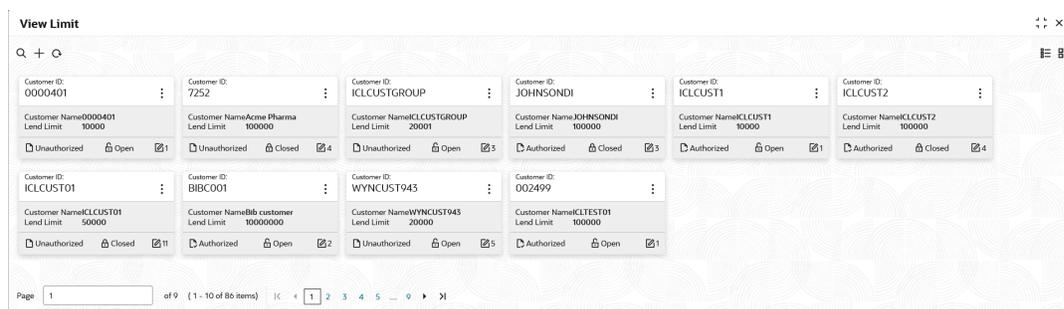 View Limit
Customer ID:
0000401
Customer Name0000401
Lend Limit 10000
Unauthorized Open 1
Customer ID:
7252
Customer NameAcme Pharma
Lend Limit 100000
Unauthorized Closed 4
Customer ID:
ICLCUSTGROUP
Customer NameICLCUSTGROUP
Lend Limit 20001
Unauthorized Open 3
Customer ID:
JOHNSONDI
Customer NameJOHNSONDI
Lend Limit 100000
Authorized Closed 3
Customer ID:
ICLCUST1
Customer NameICLCUST1
Lend Limit 10000
Authorized Open 1
Customer ID:
ICLCUST2
Customer NameICLCUST2
Lend Limit 100000
Authorized Closed 4
Customer ID:
ICLCUST01
Customer NameICLCUST01
Lend Limit 50000
Unauthorized Closed 11
Customer ID:
BIBC001
Customer NameBib customer
Lend Limit 10000000
Authorized Open 2
Customer ID:
WYNCUST943
Customer NameWYNCUST943
Lend Limit 20000
Unauthorized Open 5
Customer ID:
002499
Customer NameICLTEST01
Lend Limit 100000
Authorized Open 1
Page 1 of 9 (1 - 10 of 86 items) 1 2 3 4 5 ... 9